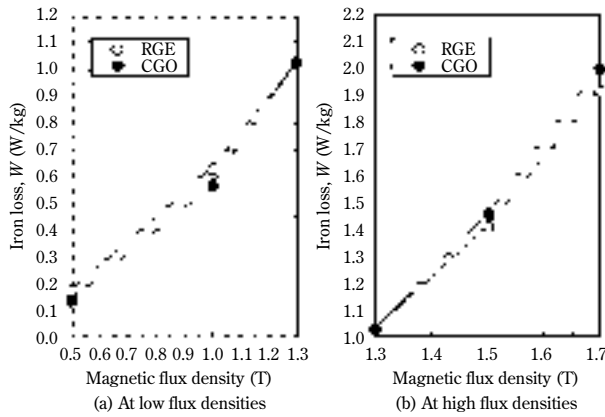 1.2
1.1
1.0
0.9
0.8
0.7
0.6
0.5
0.4
0.3
0.2
0.1
0.0
Iron loss, W (W/kg)
RGE
CGO
0.5 0.6 0.7 0.8 0.9 1.0 1.1 1.2 1.3
Magnetic flux density (T)
(a) At low flux densities
2.2
2.1
2.0
1.9
1.8
1.7
1.6
1.5
1.4
1.3
1.2
1.1
1.0
Iron loss, W (W/kg)
RGE
CGO
1.3 1.4 1.5 1.6 1.7
Magnetic flux density (T)
(b) At high flux densities